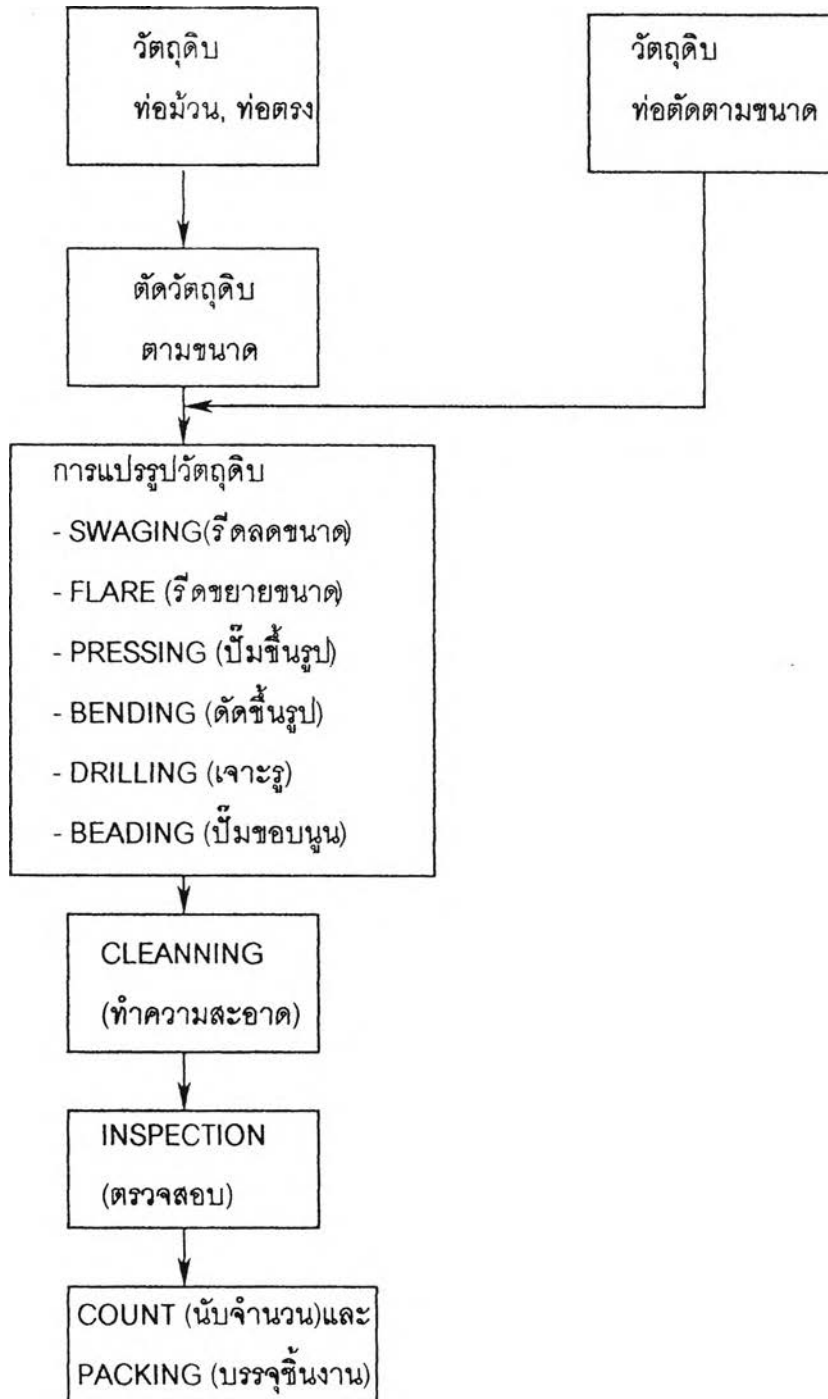 วัตถุดิบ
ท่อม้วน, ท่อตรง
วัตถุดิบ
ท่อตัดตามขนาด
ตัดวัตถุดิบ
ตามขนาด
การแปรรูปวัตถุดิบ
- SWAGING(รีดลดขนาด)
- FLARE (รีดขยายขนาด)
- PRESSING (ปั๊มขึ้นรูป)
- BENDING (ดัดขึ้นรูป)
- DRILLING (เจาะรู)
- BEADING (ปั๊มขอบนูน)
CLEANNING
(ทำความสะอาด)
INSPECTION
(ตรวจสอบ)
COUNT (นับจำนวน)และ
PACKING (บรรจุชิ้นงาน)